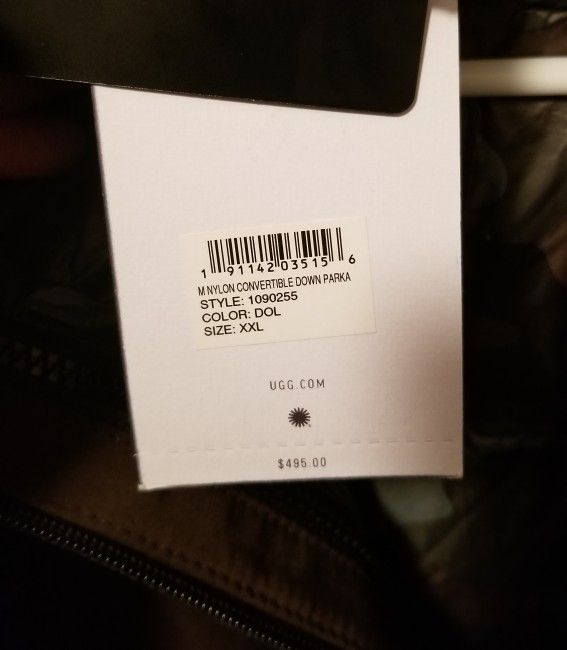 1 91142 03515 6
M NYLON CONVERTIBLE DOWN PARKA
STYLE: 1090255
COLOR: DOL
SIZE: XXL
UGG.COM
$495.00